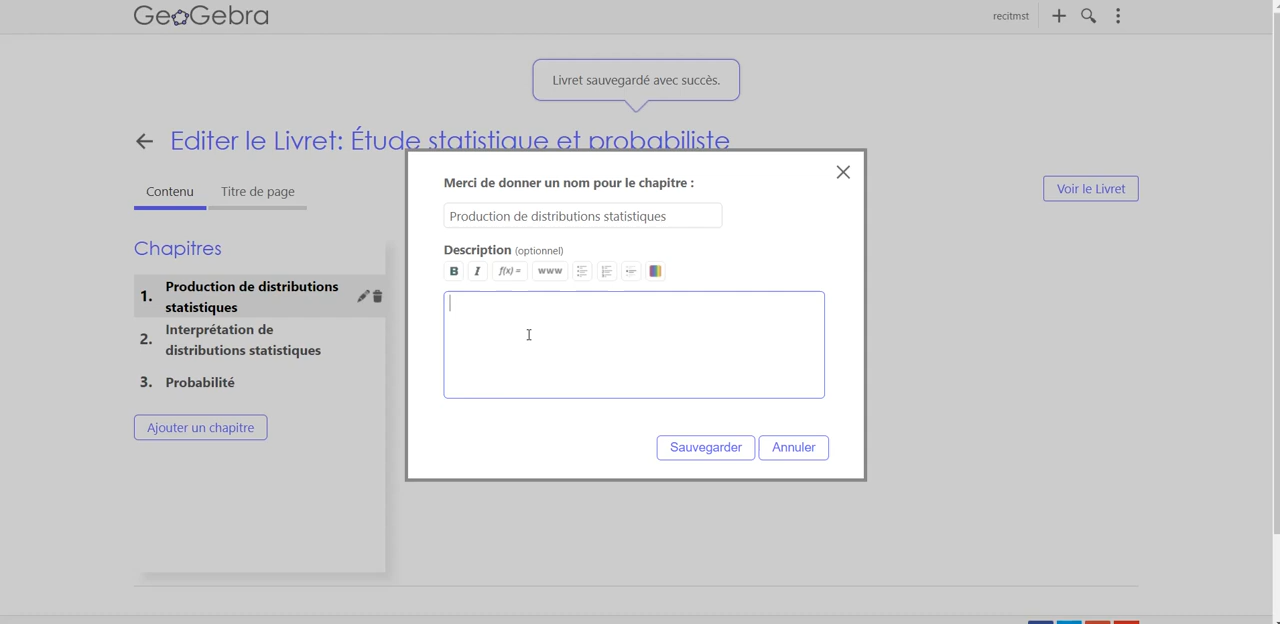 GeoGebra
recitmst
Livret sauvegardé avec succès.
Editer le Livret: Étude statistique et probabiliste
Contenu
Titre de page
Voir le Livret
Chapitres
1. Production de distributions
statistiques
2. Interprétation de
distributions statistiques
3. Probabilité
Ajouter un chapitre
Merci de donner un nom pour le chapitre :
Production de distributions statistiques
Description (optionnel)
B I f(x) = www
Sauvegarder
Annuler